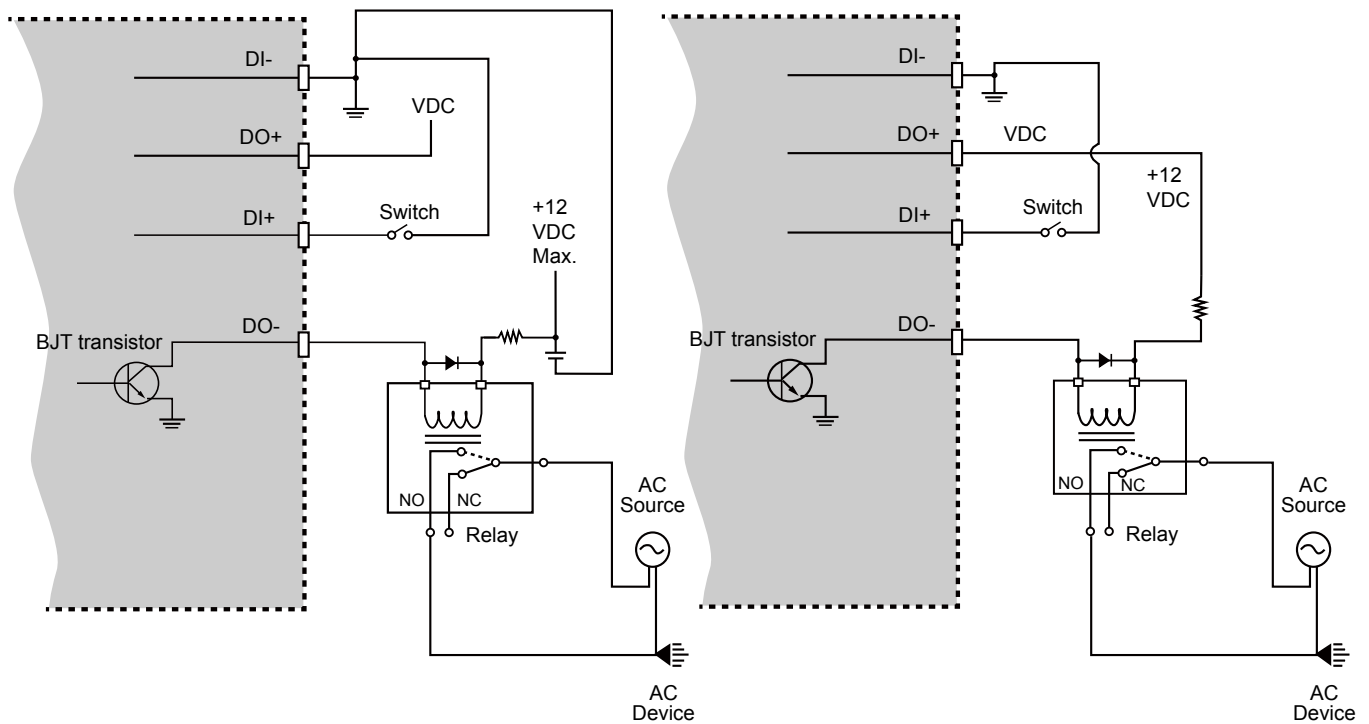 DI-
DO+
VDC
DI+
Switch
+12
VDC
Max.
BJT transistor
DO-
NO
NC
Relay
AC
Source
AC
Device
DI-
DO+
VDC
+12
VDC
DI+
Switch
BJT transistor
DO-
NO
NC
Relay
AC
Source
AC
Device